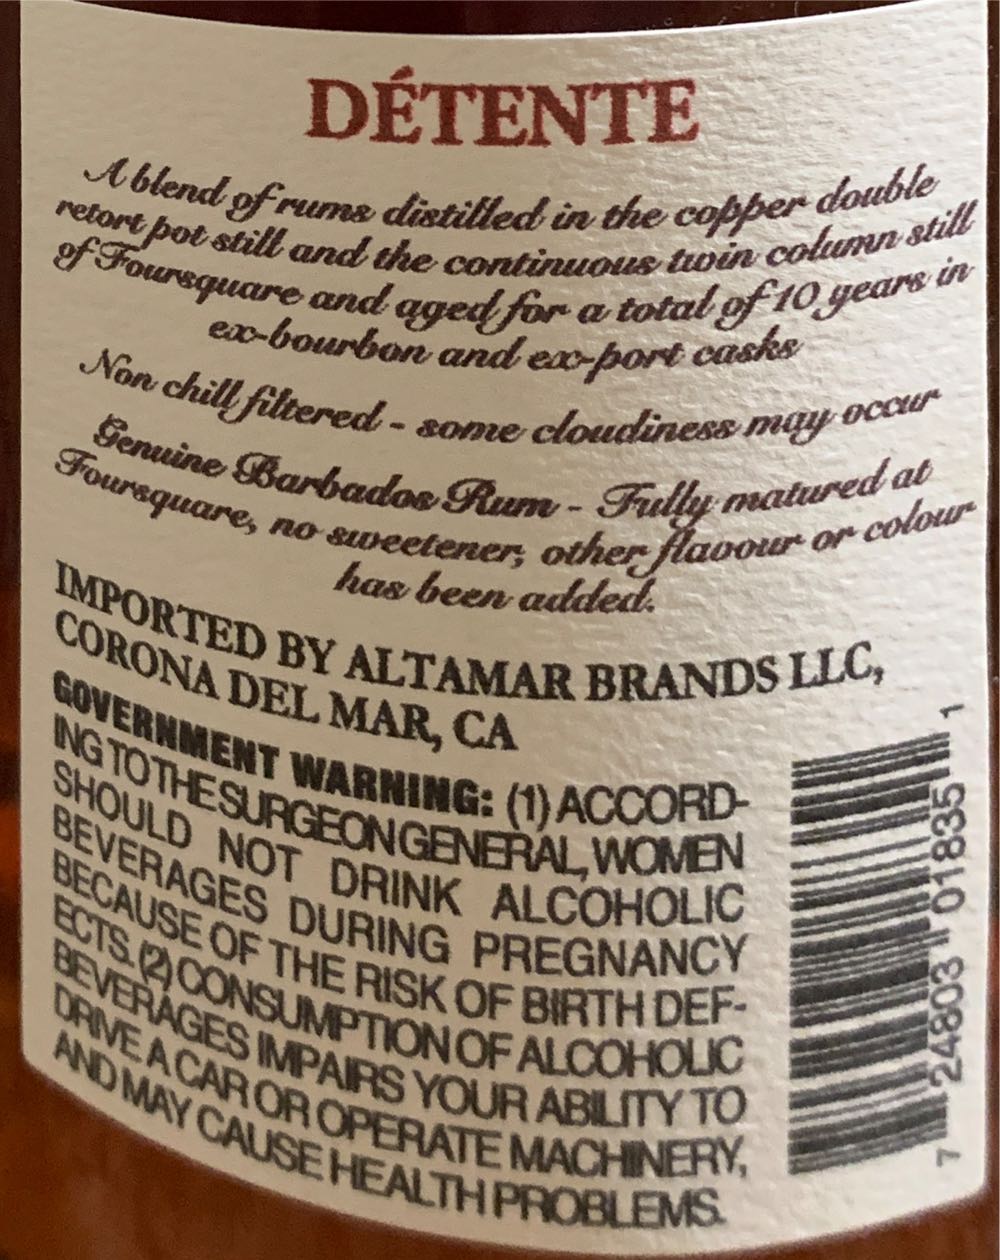 DÉTENTE
A blend of rums distilled in the copper double
retort pot still and the continuous twin column still
of Foursquare and aged for a total of 10 years in
ex-bourbon and ex-port casks
Non chill filtered - some cloudiness may occur
Genuine Barbados Rum - Fully matured at
Foursquare, no sweetener, other flavour or colour
has been added.
IMPORTED BY ALTAMAR BRANDS LLC,
CORONA DEL MAR, CA
GOVERNMENT WARNING: (1) ACCORD-
ING TO THE SURGEON GENERAL, WOMEN
SHOULD NOT DRINK ALCOHOLIC
BEVERAGES DURING PREGNANCY
BECAUSE OF THE RISK OF BIRTH DEF-
ECTS. (2) CONSUMPTION OF ALCOHOLIC
BEVERAGES IMPAIRS YOUR ABILITY TO
DRIVE A CAR OR OPERATE MACHINERY,
AND MAY CAUSE HEALTH PROBLEMS.
7 24803 01835 1